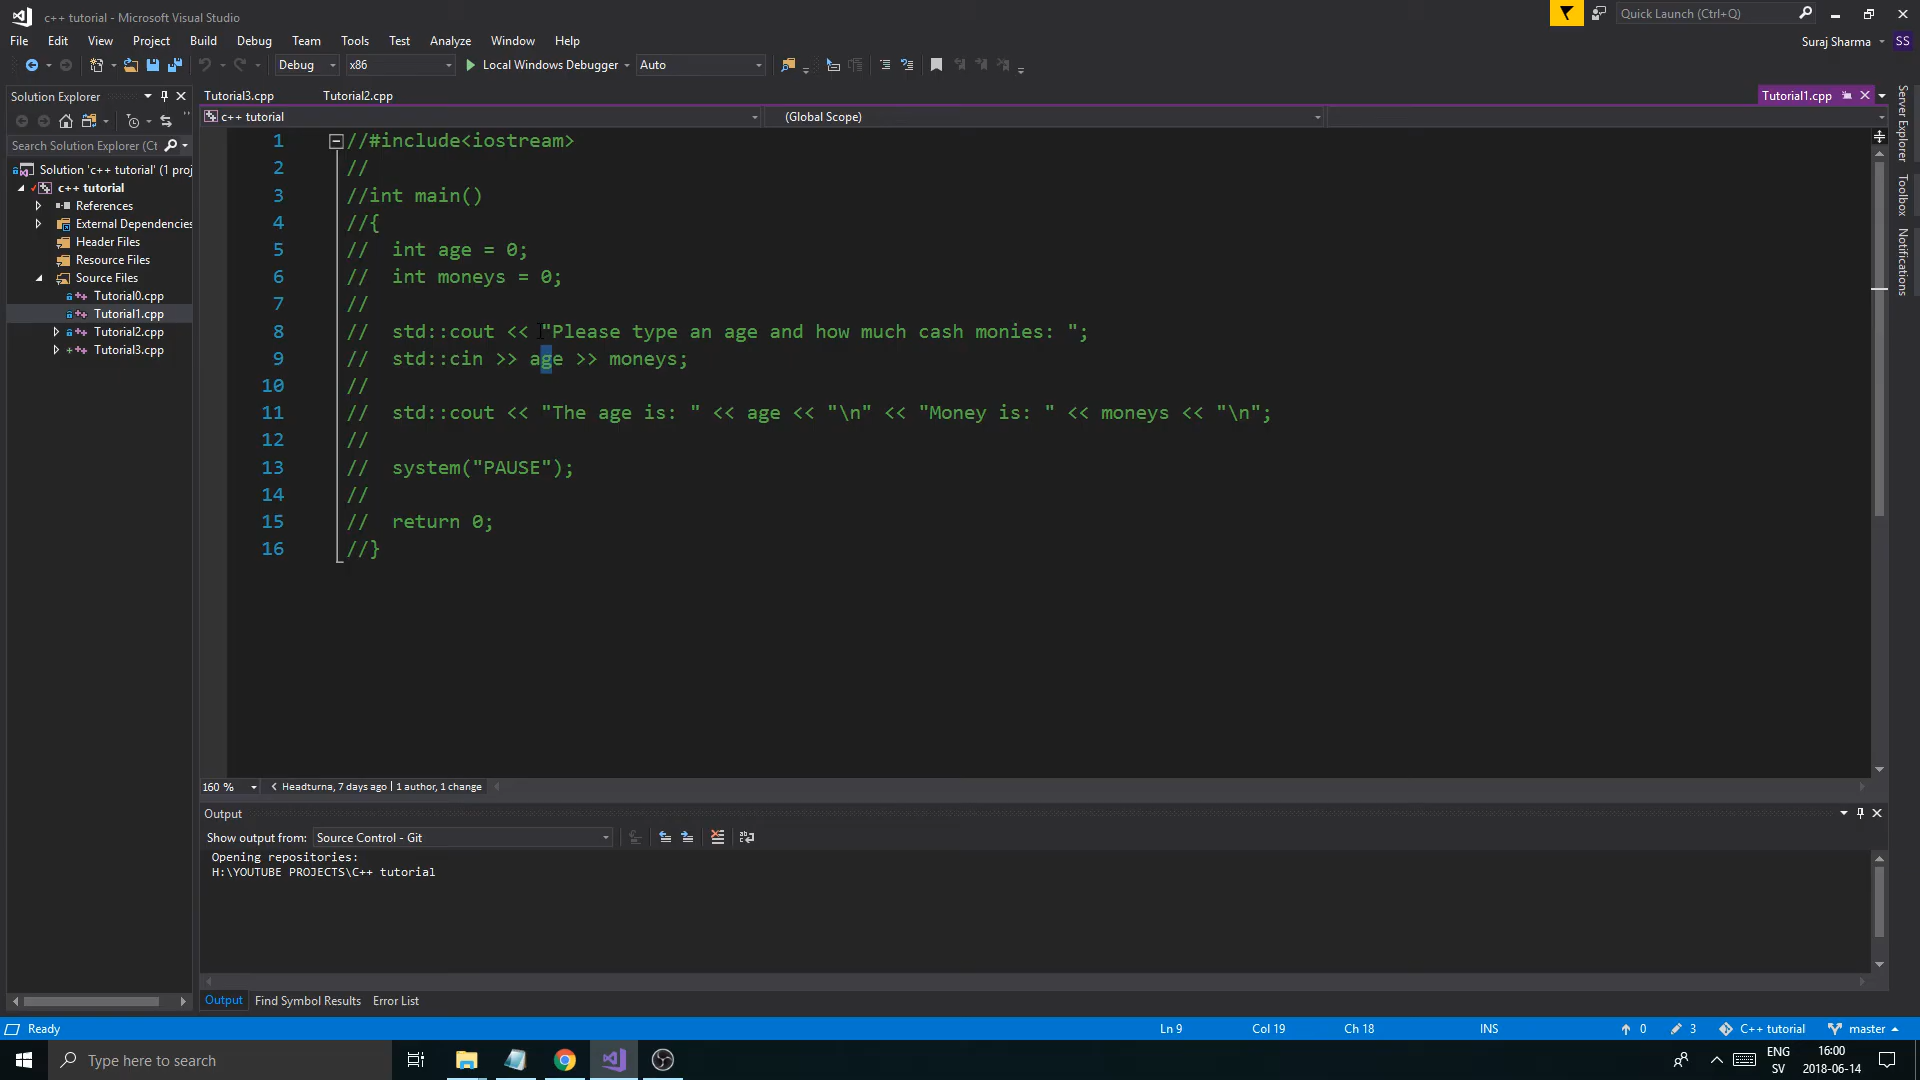 c++ tutorial - Microsoft Visual Studio
Quick Launch (Ctrl+Q)
File Edit View Project Build Debug Team Tools Test Analyze Window Help
Suraj Sharma SS
Debug x86 Local Windows Debugger Auto
Solution Explorer
Tutorial3.cpp Tutorial2.cpp Tutorial1.cpp
c++ tutorial (Global Scope)
Search Solution Explorer (Ct
Solution 'c++ tutorial' (1 proj
c++ tutorial
References
External Dependencies
Header Files
Resource Files
Source Files
Tutorial0.cpp
Tutorial1.cpp
Tutorial2.cpp
Tutorial3.cpp
1 //#include<iostream>
2 //
3 //int main()
4 //{
5 // int age = 0;
6 // int moneys = 0;
7 //
8 // std::cout << "Please type an age and how much cash monies: ";
9 // std::cin >> age >> moneys;
10 //
11 // std::cout << "The age is: " << age << "\n" << "Money is: " << moneys << "\n";
12 //
13 // system("PAUSE");
14 //
15 // return 0;
16 //}
Server Explorer
Toolbox
Notifications
160 % Headturna, 7 days ago | 1 author, 1 change
Output
Show output from: Source Control - Git
Opening repositories:
H:\YOUTUBE PROJECTS\C++ tutorial
Output Find Symbol Results Error List
Ready Ln 9 Col 19 Ch 18 INS 0 3 C++ tutorial master
Type here to search
ENG
SV
16:00
2018-06-14